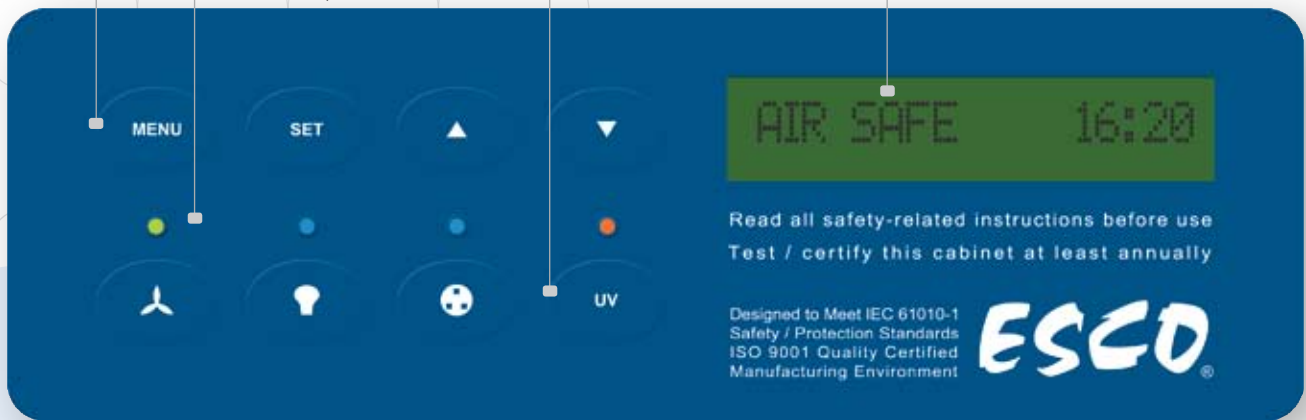 MENU SET ▲ ▼
UV
AIR SAFE 16:20
Read all safety-related instructions before use
Test / certify this cabinet at least annually
Designed to Meet IEC 61010-1
Safety / Protection Standards
ISO 9001 Quality Certified
Manufacturing Environment
ESCO®